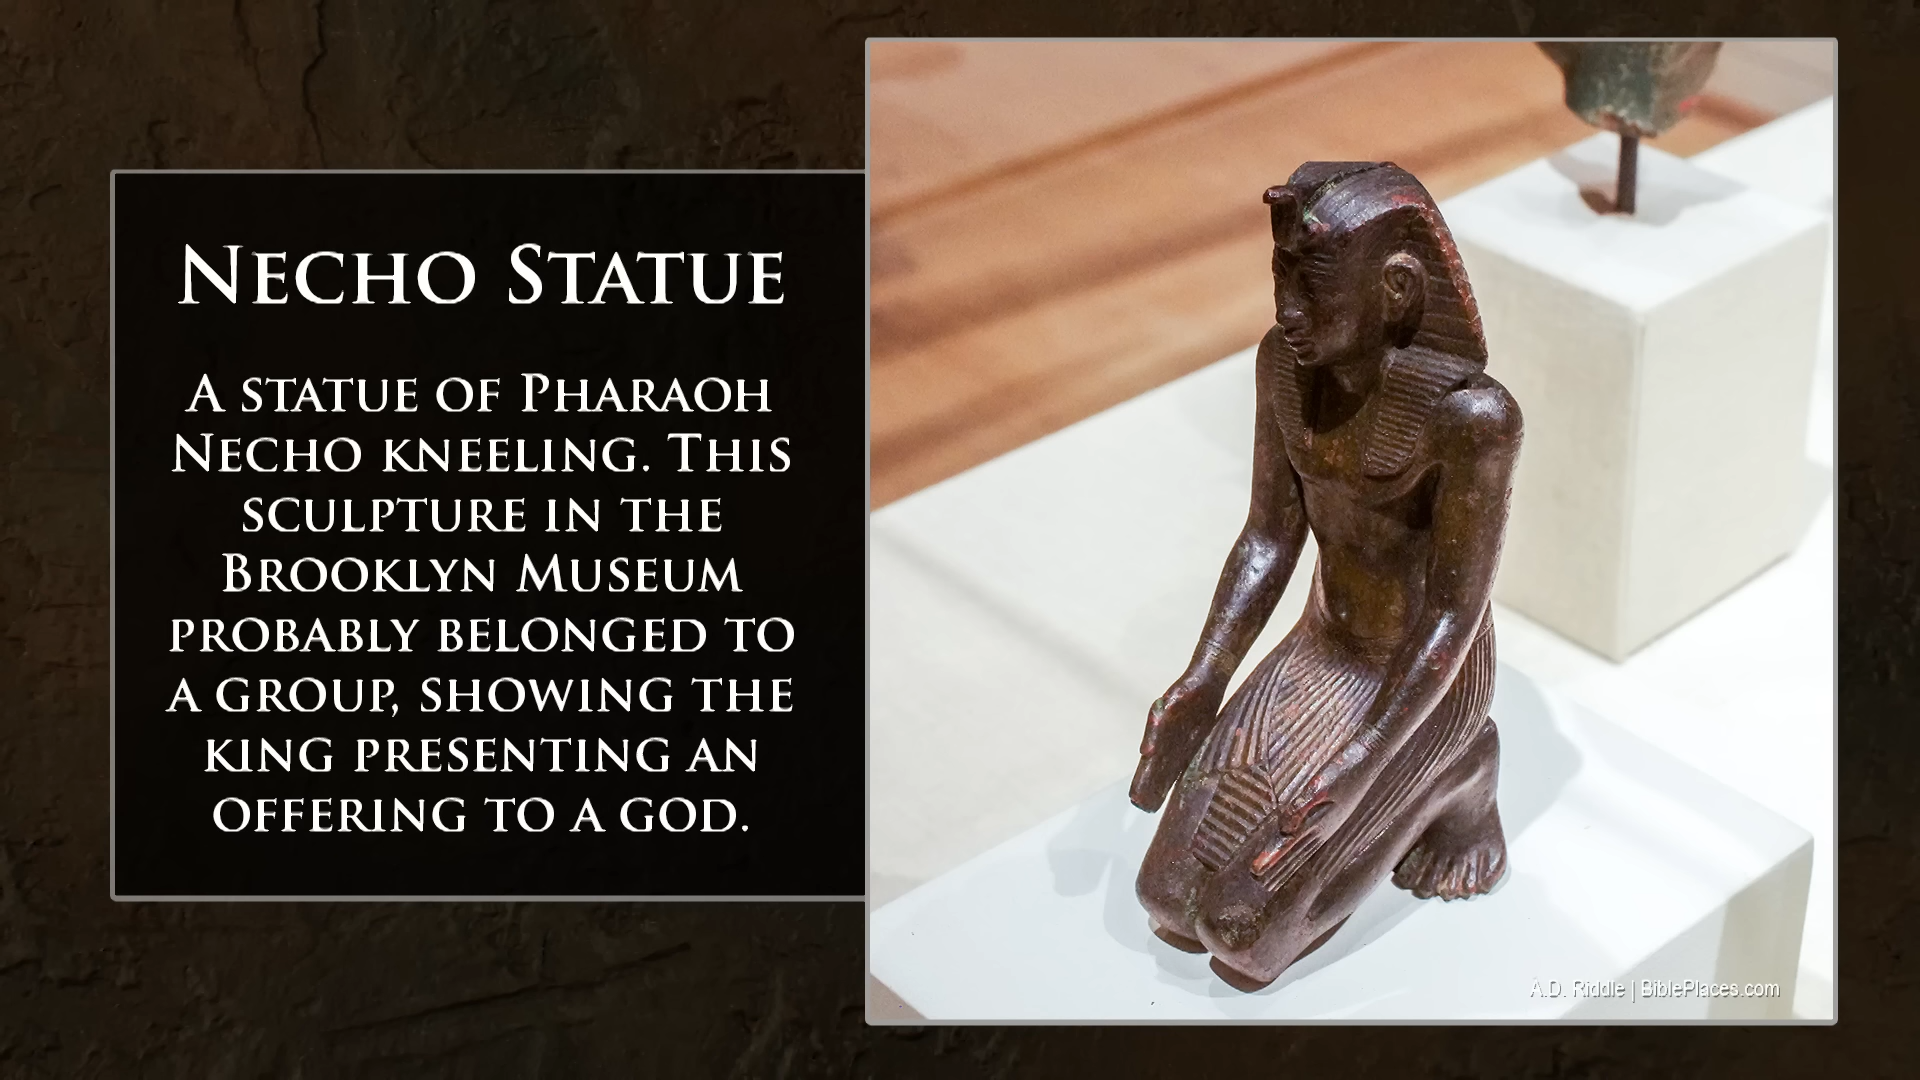 Necho Statue
A statue of Pharaoh
Necho kneeling. This
sculpture in the
Brooklyn Museum
probably belonged to
a group, showing the
king presenting an
offering to a god.
A.D. Riddle | BiblePlaces.com